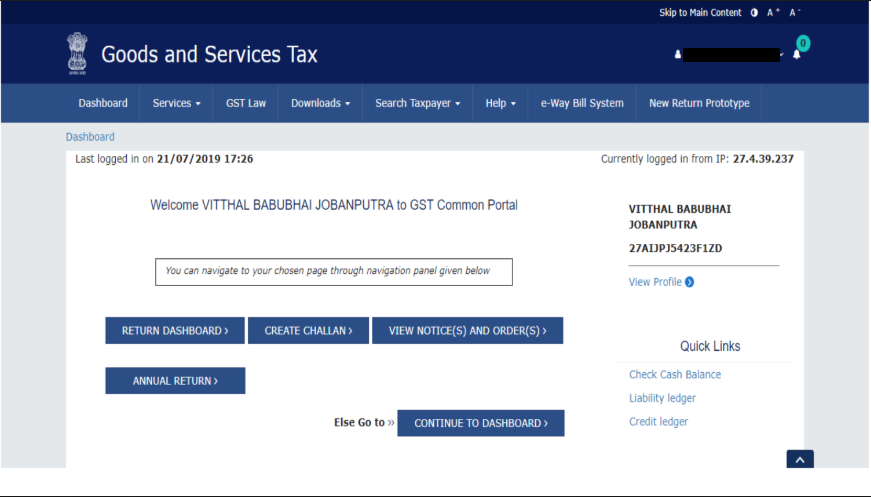 Skip to Main Content A + A -
Goods and Services Tax
0
Dashboard Services GST Law Downloads Search Taxpayer Help e-Way Bill System New Return Prototype
Dashboard
Last logged in on 21/07/2019 17:26 Currently logged in from IP: 27.4.39.237
Welcome VITTHAL BABUBHAI JOBANPUTRA to GST Common Portal
VITTHAL BABUBHAI
JOBANPUTRA
27AIJPJ5423F1ZD
You can navigate to your chosen page through navigation panel given below
View Profile
RETURN DASHBOARD > CREATE CHALLAN > VIEW NOTICE(S) AND ORDER(S) >
Quick Links
ANNUAL RETURN >
Check Cash Balance
Liability ledger
Else Go to » CONTINUE TO DASHBOARD >
Credit ledger